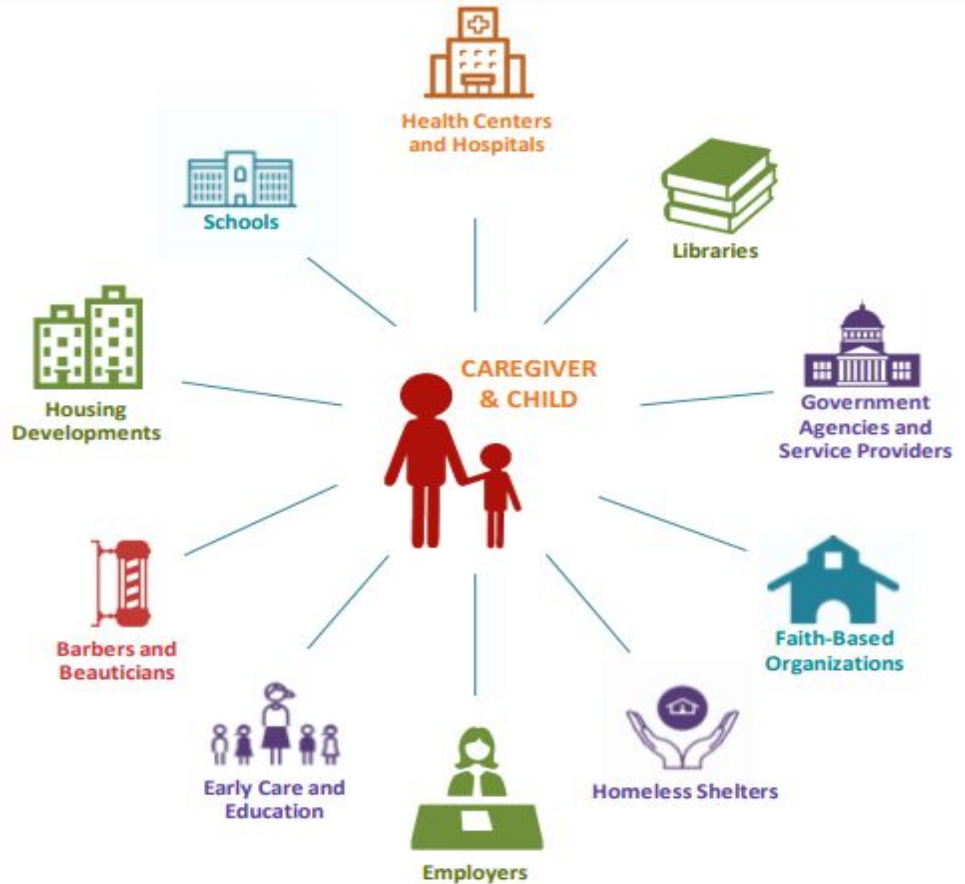 Health Centers
and Hospitals
Schools
Libraries
CAREGIVER
& CHILD
Housing
Developments
Government
Agencies and
Service Providers
Barbers and
Beauticians
Faith-Based
Organizations
Early Care and
Education
Homeless Shelters
Employers